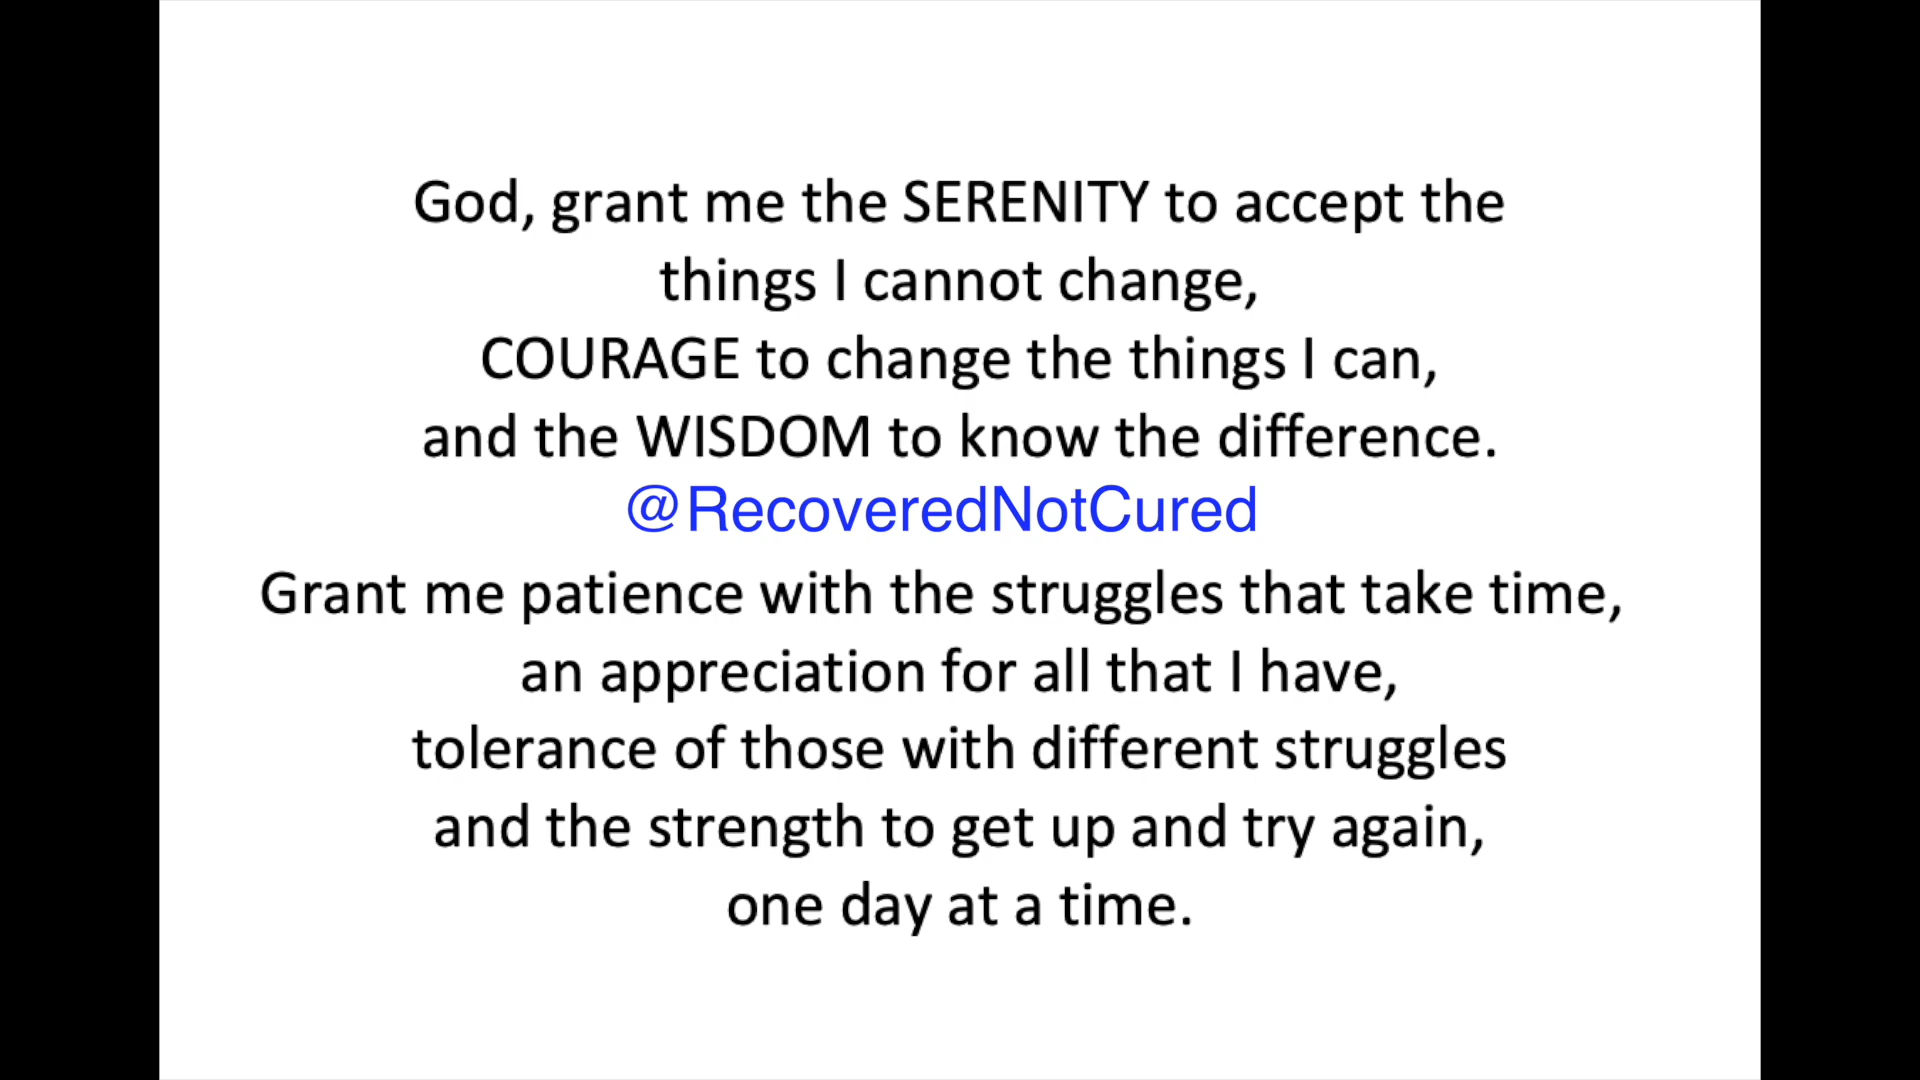 God, grant me the SERENITY to accept the
things I cannot change,
COURAGE to change the things I can,
and the WISDOM to know the difference.
@RecoveredNotCured
Grant me patience with the struggles that take time,
an appreciation for all that I have,
tolerance of those with different struggles
and the strength to get up and try again,
one day at a time.